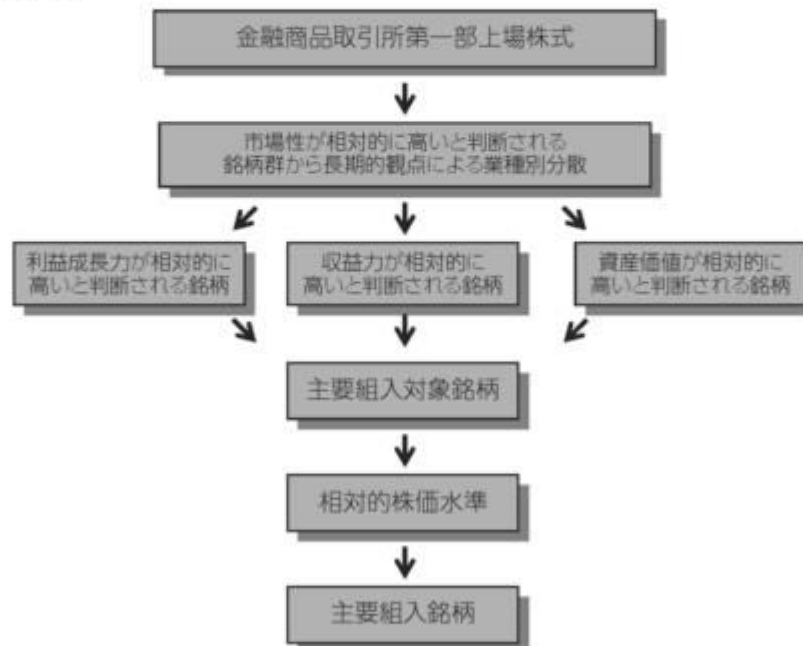 金融商品取引所第一部上場株式
市場性が相対的に高いと判断される
銘柄群から長期的観点による業種別分散
利益成長力が相対的に
高いと判断される銘柄
収益力が相対的に
高いと判断される銘柄
資産価値が相対的に
高いと判断される銘柄
主要組入対象銘柄
相対的株価水準
主要組入銘柄